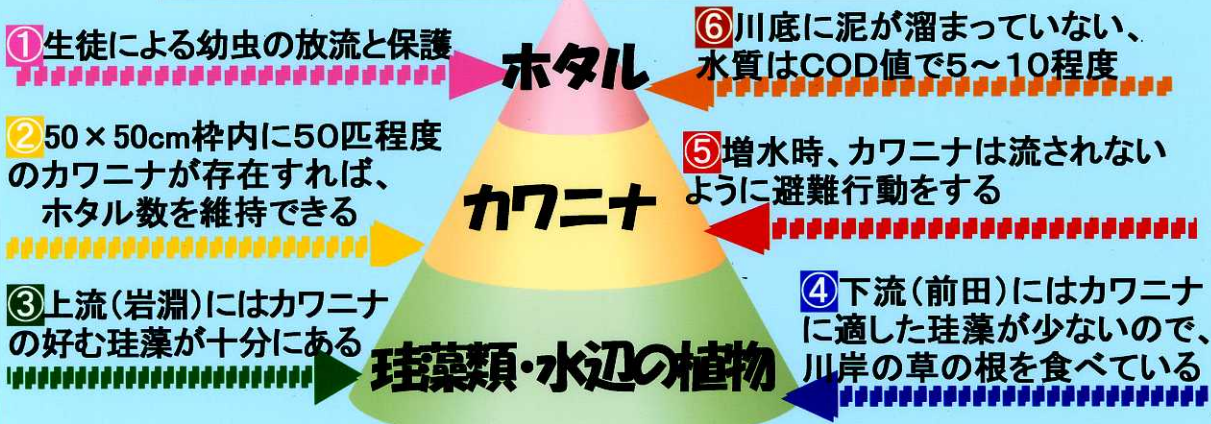 ①生徒による幼虫の放流と保護
②50×50cm枠内に50匹程度
のカワニナが存在すれば、
ホタル数を維持できる
③上流(岩淵)にはカワニナ
の好む珪藻が十分にある
ホタル
カワニナ
珪藻類・水辺の植物
⑥川底に泥が溜まっていない、
水質はCOD値で5～10程度
⑤増水時、カワニナは流されない
ように避難行動をする
④下流(前田)にはカワニナ
に適した珪藻が少ないので、
川岸の草の根を食べている